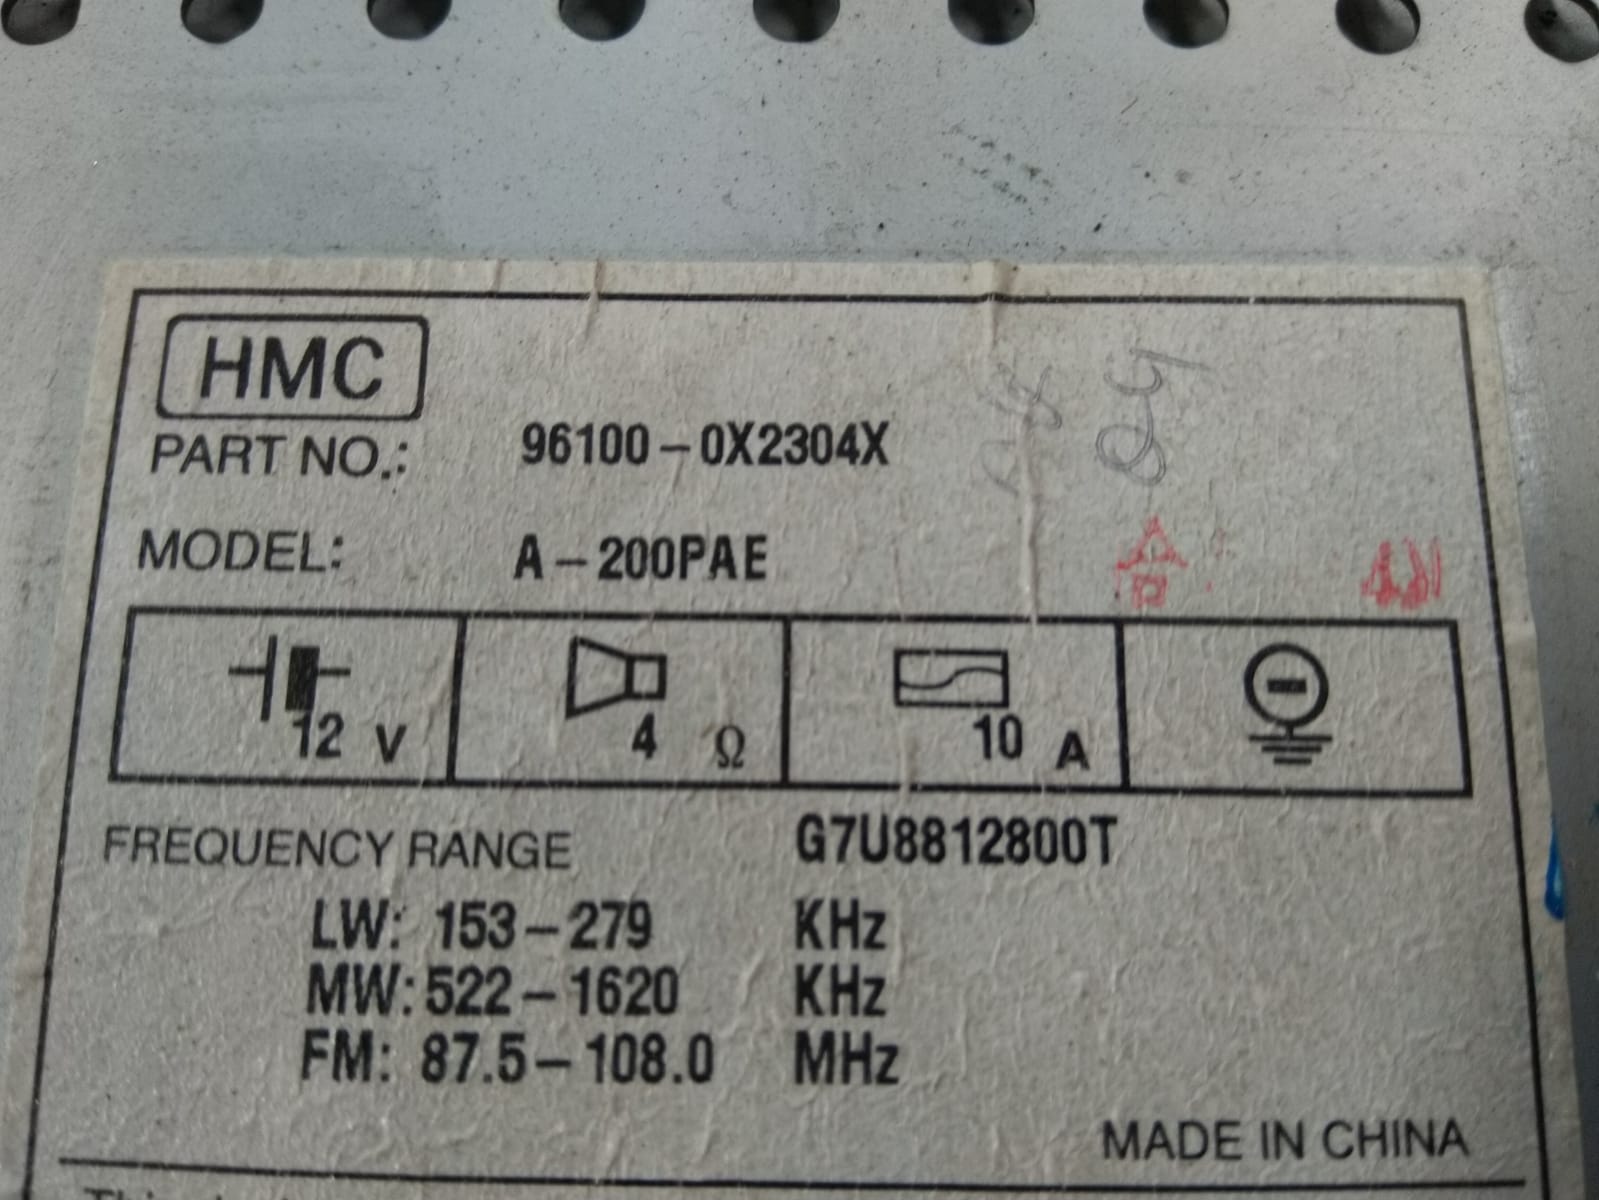 HMC
PART NO.: 96100-0X2304X
MODEL: A-200PAE
12 V 4 Ω 10 A
FREQUENCY RANGE G7U8812800T
LW: 153-279 KHz
MW: 522-1620 KHz
FM: 87.5-108.0 MHz
MADE IN CHINA